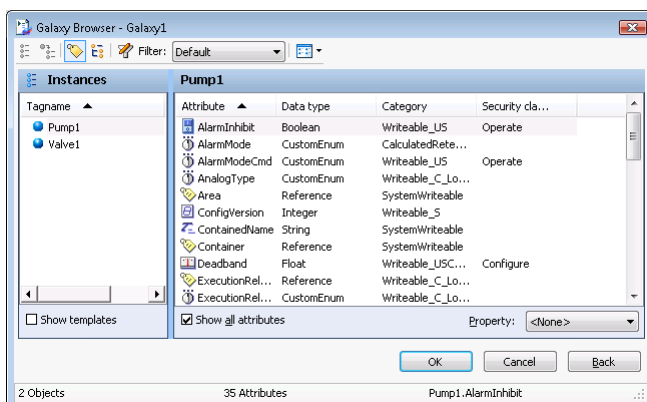 Galaxy Browser - Galaxy1
Filter: Default
Instances
Pump1
Tagname
Pump1
Valve1
Attribute Data type Category Security cla...
AlarmInhibit Boolean Writeable_US Operate
AlarmMode CustomEnum CalculatedRete...
AlarmModeCmd CustomEnum Writeable_US Operate
AnalogType CustomEnum Writeable_C_Lo...
Area Reference SystemWriteable
ConfigVersion Integer Writeable_S
ContainedName String SystemWriteable
Container Reference SystemWriteable
Deadband Float Writeable_USC... Configure
ExecutionRel... Reference Writeable_C_Lo...
ExecutionRel... CustomEnum Writeable_C_Lo...
Show templates
Show all attributes Property: <None>
OK Cancel Back
2 Objects 35 Attributes Pump1.AlarmInhibit